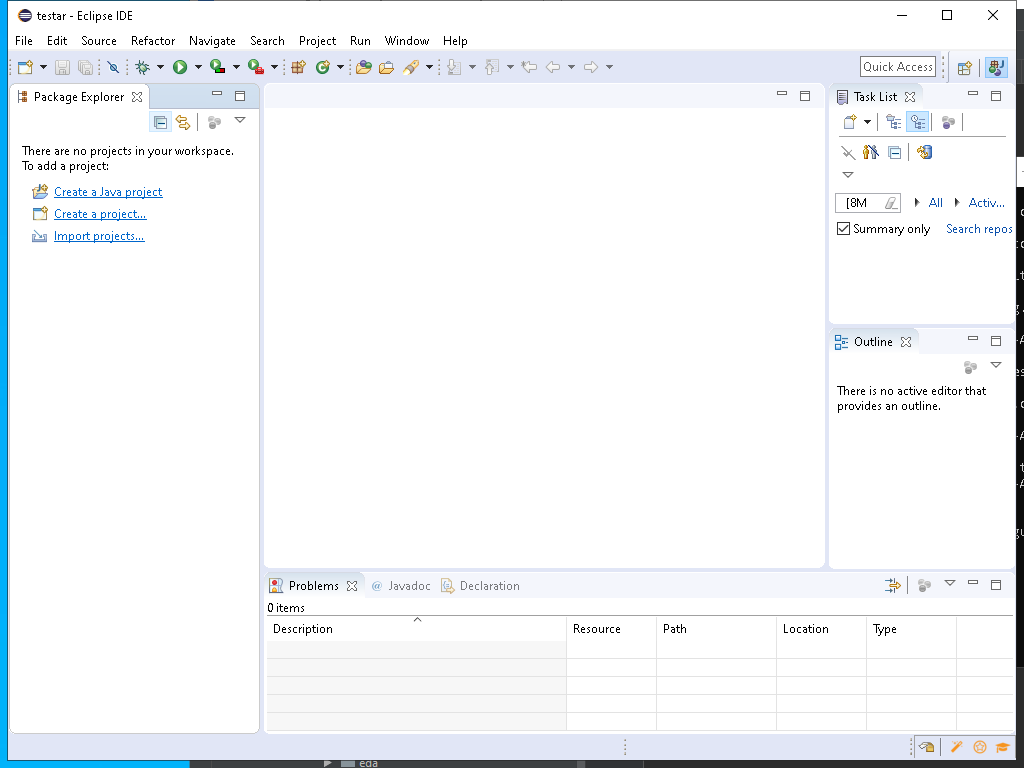 testar - Eclipse IDE
File Edit Source Refactor Navigate Search Project Run Window Help
Quick Access
Package Explorer
There are no projects in your workspace.
To add a project:
Create a Java project
Create a project...
Import projects...
Task List
[8M All Activ...
Summary only Search repos
Outline
There is no active editor that
provides an outline.
Problems @ Javadoc Declaration
0 items
Description Resource Path Location Type
eda